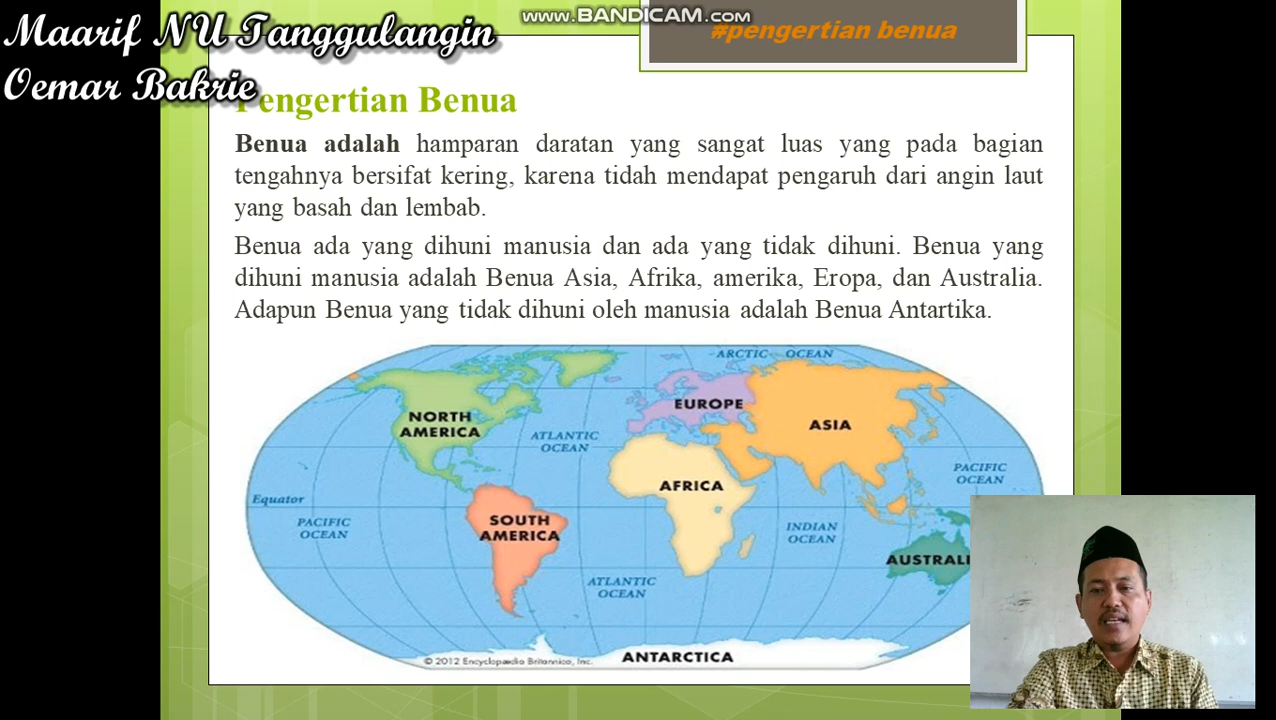 Maarif NU Tanggulangin
Oemar Bakrie
www.BANDICAM.com
#pengertian benua
Pengertian Benua
Benua adalah hamparan daratan yang sangat luas yang pada bagian
tengahnya bersifat kering, karena tidah mendapat pengaruh dari angin laut
yang basah dan lembab.
Benua ada yang dihuni manusia dan ada yang tidak dihuni. Benua yang
dihuni manusia adalah Benua Asia, Afrika, amerika, Eropa, dan Australia.
Adapun Benua yang tidak dihuni oleh manusia adalah Benua Antartika.
ARCTIC OCEAN
NORTH
AMERICA
EUROPE
ASIA
ATLANTIC
OCEAN
PACIFIC
OCEAN
AFRICA
Equator
PACIFIC
OCEAN
SOUTH
AMERICA
INDIAN
OCEAN
AUSTRALI
ATLANTIC
OCEAN
© 2012 Encyclopædia Britannica, Inc.
ANTARCTICA